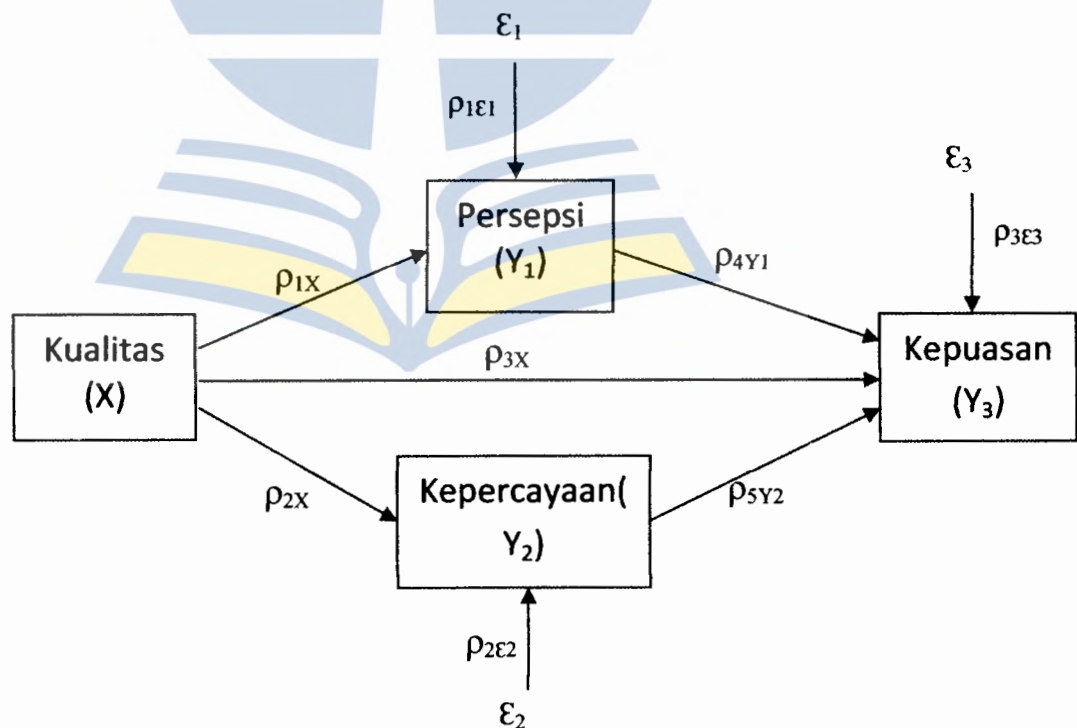 ε₁
ρ₁ε₁
ε₃
Persepsi
(Y₁)
ρ₃ε₃
ρ₄Y₁
ρ₁X
Kualitas
(X)
ρ₃X
Kepuasan
(Y₃)
ρ₂X
Kepercayaan(
Y₂)
ρ₅Y₂
ρ₂ε₂
ε₂